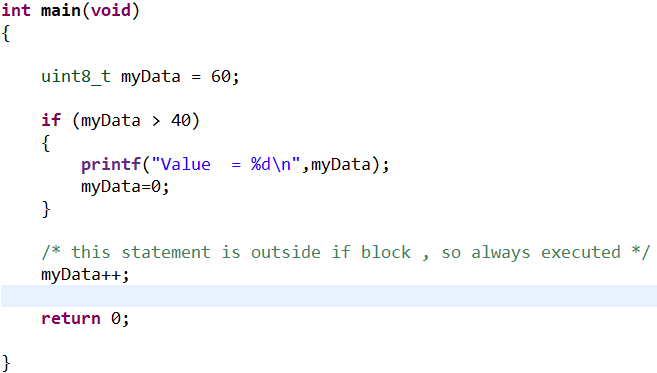 int main(void)
{
    uint8_t myData = 60;
    if (myData > 40)
    {
        printf("Value  = %d\n",myData);
        myData=0;
    }
    /* this statement is outside if block , so always executed */
    myData++;
    return 0;
}